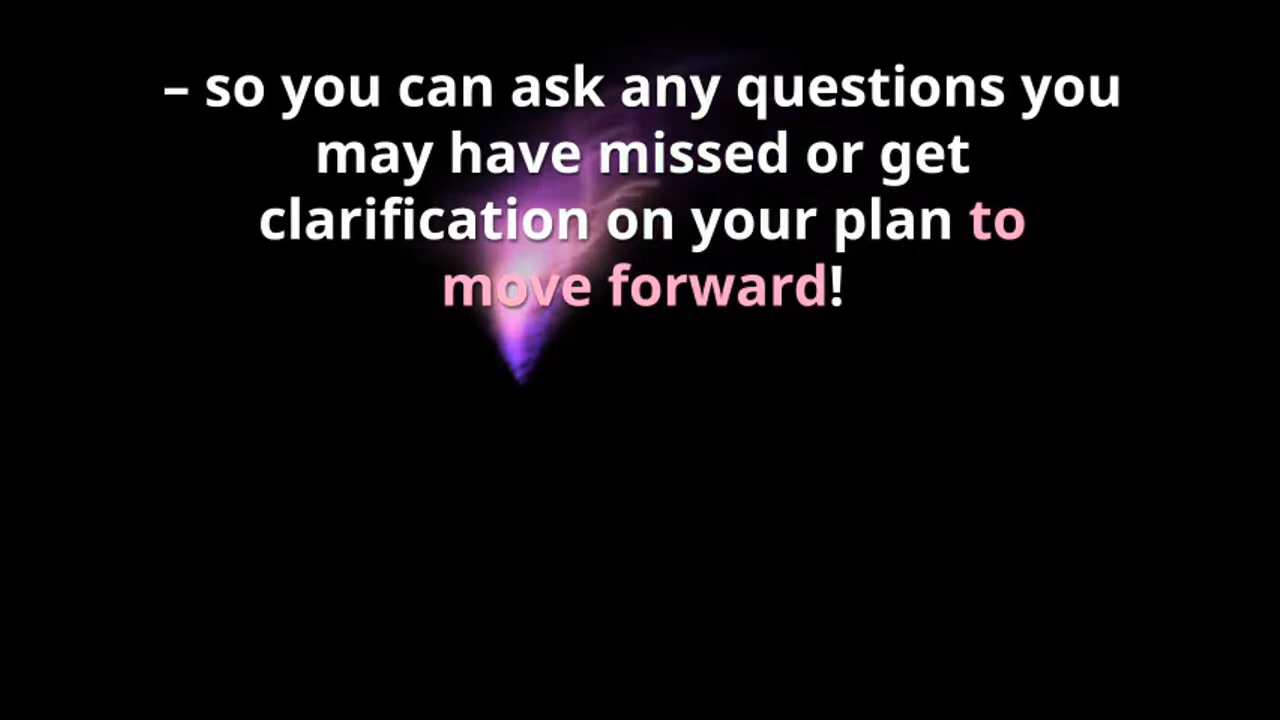 – so you can ask any questions you
may have missed or get
clarification on your plan to
move forward!